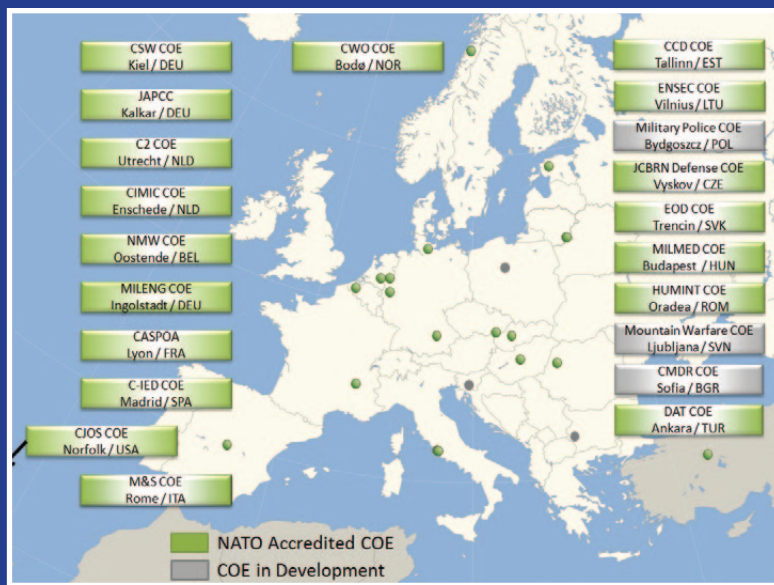 CSW COE
Kiel / DEU
JAPCC
Kalkar / DEU
C2 COE
Utrecht / NLD
CIMIC COE
Enschede / NLD
NMW COE
Oostende / BEL
MILENG COE
Ingolstadt / DEU
CASPOA
Lyon / FRA
C-IED COE
Madrid / SPA
CJOS COE
Norfolk / USA
M&S COE
Rome / ITA
CWO COE
Bodø / NOR
CCD COE
Tallinn / EST
ENSEC COE
Vilnius / LTU
Military Police COE
Bydgoszcz / POL
JCBRN Defense COE
Vyskov / CZE
EOD COE
Trencin / SVK
MILMED COE
Budapest / HUN
HUMINT COE
Oradea / ROM
Mountain Warfare COE
Ljubljana / SVN
CMDR COE
Sofia / BGR
DAT COE
Ankara / TUR
NATO Accredited COE
COE in Development